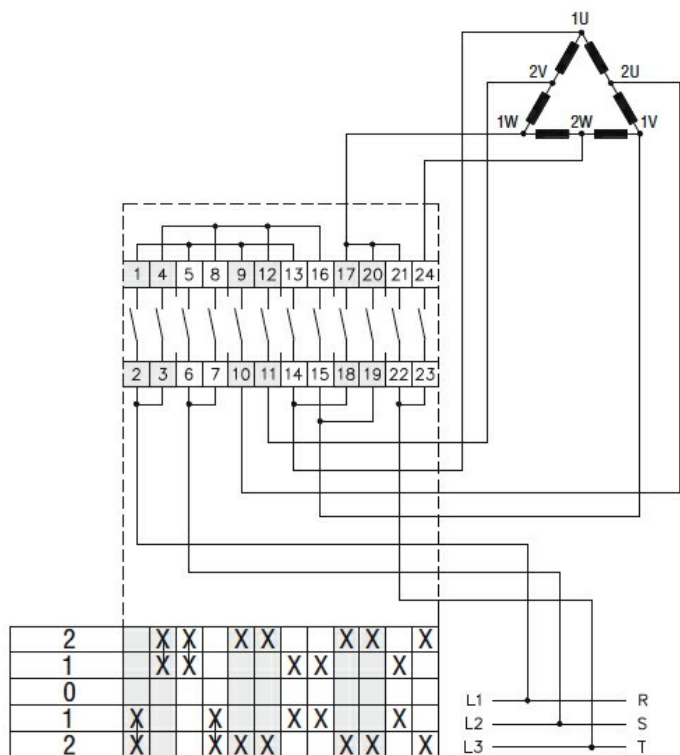 1U
2V 2U
1W 2W 1V
1 4 5 8 9 12 13 16 17 20 21 24
2 3 6 7 10 11 14 15 18 19 22 23
2 X X X X X X X
1 X X X X X
0
1 X X X X X
2 X X X X X X X
L1 R
L2 S
L3 T